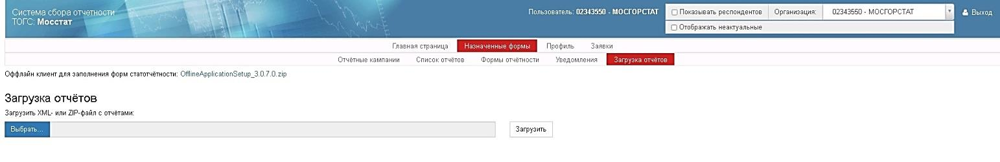 Система сбора отчетности
ТОГС: Мосстат
Пользователь: 02343550 - МОСГОРСТАТ
Показывать респондентов
Организация:
02343550 - МОСГОРСТАТ
Выход
Отображать неактуальные
Главная страница Назначенные формы Профиль Заявки
Отчётные кампании Список отчётов Формы отчётности Уведомления Загрузка отчётов
Оффлайн клиент для заполнения форм статотчётности: OfflineApplicationSetup_3.0.7.0.zip
Загрузка отчётов
Загрузить XML- или ZIP-файл с отчётами:
Выбрать...
Загрузить